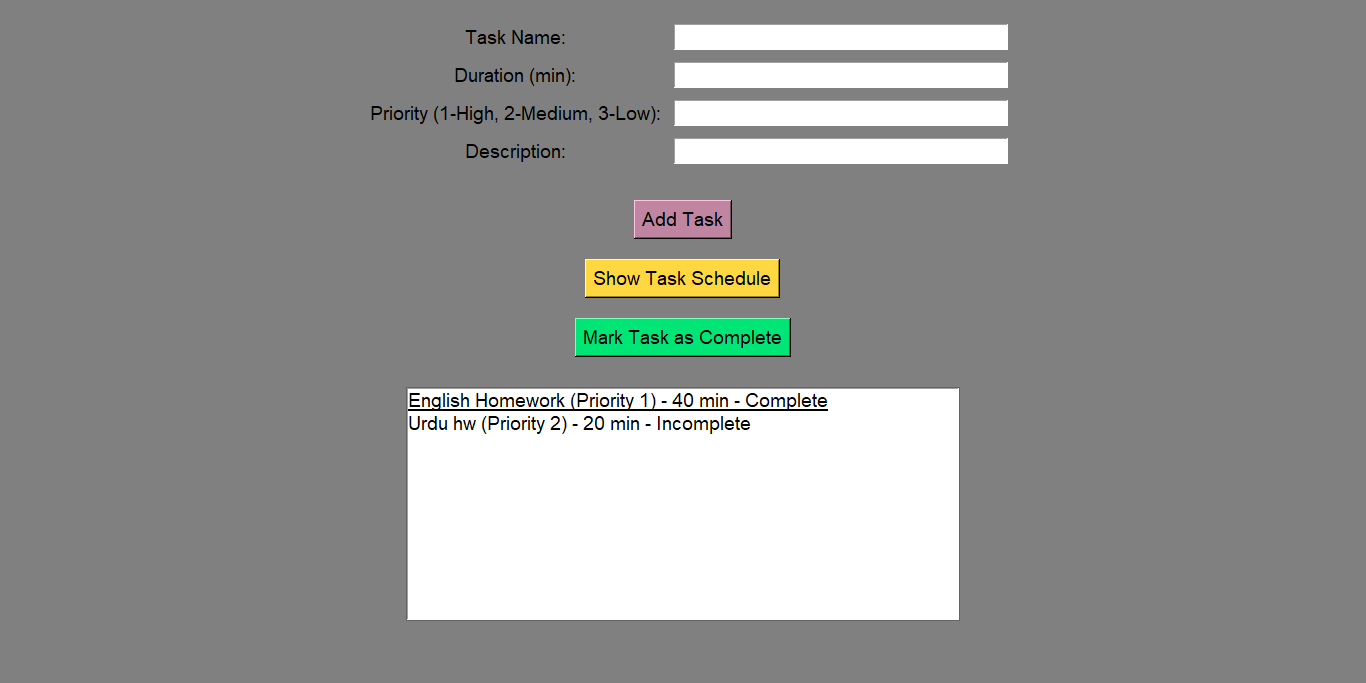 Task Name:
Duration (min):
Priority (1-High, 2-Medium, 3-Low):
Description:
Add Task
Show Task Schedule
Mark Task as Complete
English Homework (Priority 1) - 40 min - Complete
Urdu hw (Priority 2) - 20 min - Incomplete